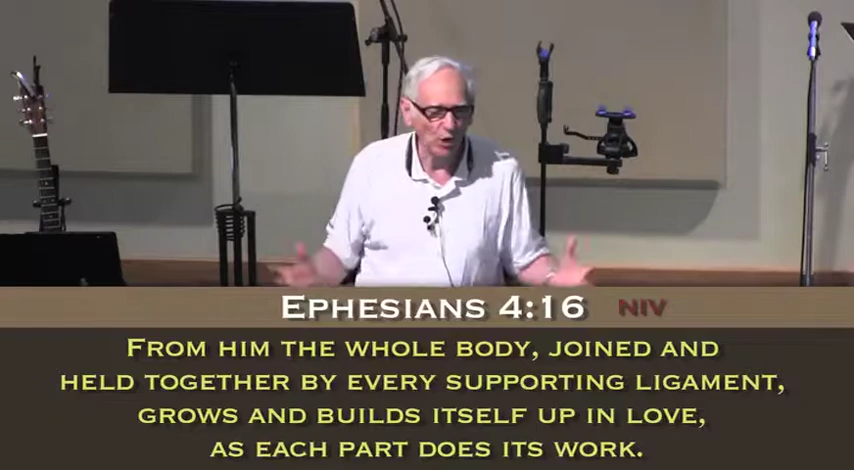 EPHESIANS 4:16 NIV
FROM HIM THE WHOLE BODY, JOINED AND
HELD TOGETHER BY EVERY SUPPORTING LIGAMENT,
GROWS AND BUILDS ITSELF UP IN LOVE,
AS EACH PART DOES ITS WORK.